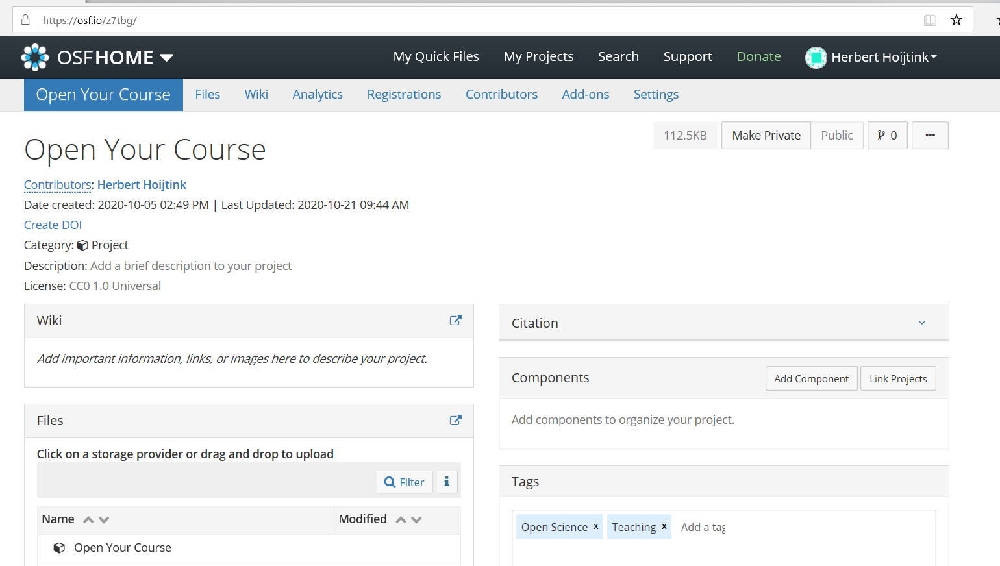 https://osf.io/z7tbg/
OSFHOME
My Quick Files My Projects Search Support Donate Herbert Hoijtink
Open Your Course Files Wiki Analytics Registrations Contributors Add-ons Settings
112.5KB Make Private Public 0 ···
Open Your Course
Contributors: Herbert Hoijtink
Date created: 2020-10-05 02:49 PM | Last Updated: 2020-10-21 09:44 AM
Create DOI
Category: Project
Description: Add a brief description to your project
License: CC0 1.0 Universal
Wiki
Add important information, links, or images here to describe your project.
Files
Click on a storage provider or drag and drop to upload
Filter i
Name Modified
Open Your Course
Citation
Components Add Component Link Projects
Add components to organize your project.
Tags
Open Science x Teaching x Add a tag